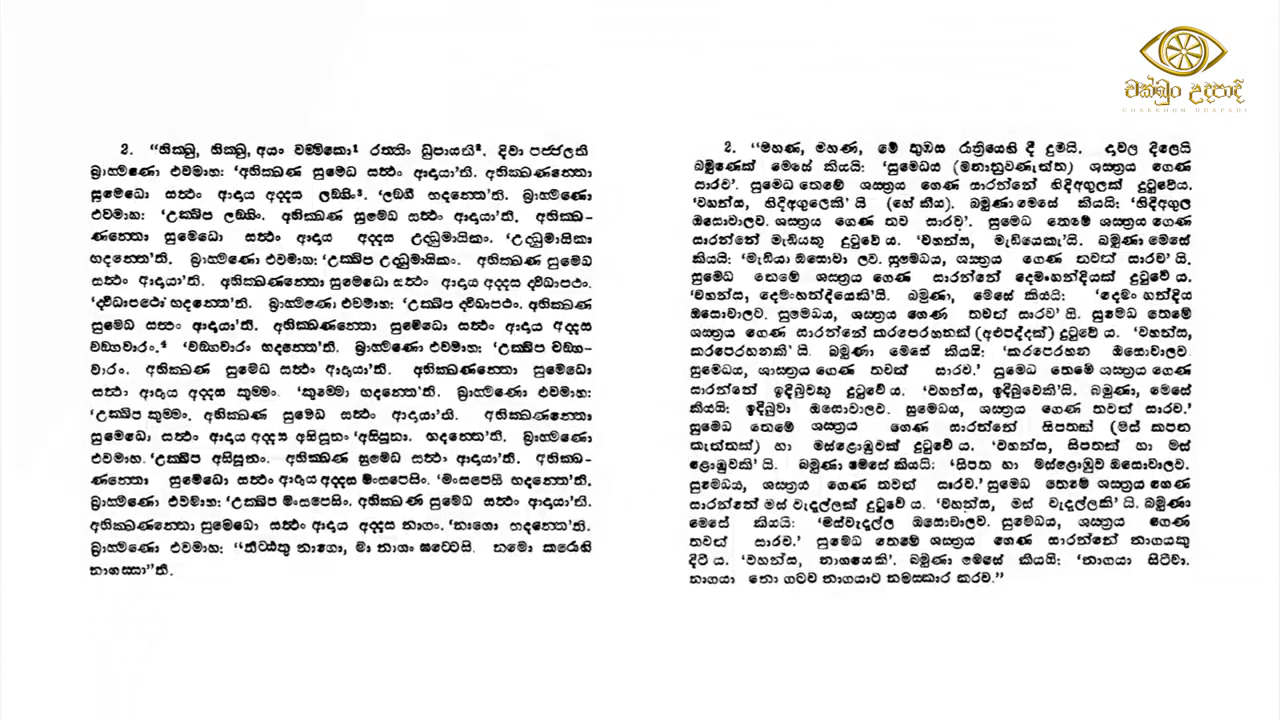 චක්ඛුං උදපාදි
CHAKKHUN UDAPADI
2. “භික්ඛු, භික්ඛු, අයං වම්මිකො¹ රත්තිං ධුපායති². දිවා පජ්ජලති
බ්‍රාහ්මණො එවමාහ: ‘අභික්ඛණ සුමෙධ සත්ථං ආදායා’ති. අභික්ඛණන්තො
සුමෙධො සත්ථං ආදාය අද්දස ලඞ්ගිං³. ‘ලඞ්ගී භදන්තෙ’ති. බ්‍රාහ්මණො
එවමාහ: ‘උක්ඛිප ලඞ්ගිං. අභික්ඛණ සුමෙධ සත්ථං ආදායා’ති. අභික්ඛ-
ණන්තො සුමෙධො සත්ථං ආදාය අද්දස උද්ධුමායිකං. ‘උද්ධුමායිකා
භදන්තෙ’ති. බ්‍රාහ්මණො එවමාහ: ‘උක්ඛිප උද්ධුමායිකං. අභික්ඛණ සුමෙධ
සත්ථං ආදායා’ති. අභික්ඛණන්තො සුමෙධො සත්ථං ආදාය අද්දස ද්විධාපථං.
‘ද්විධාපථො භදන්තෙ’ති. බ්‍රාහ්මණො එවමාහ: ‘උක්ඛිප ද්විධාපථං. අභික්ඛණ
සුමෙධ සත්ථං ආදායා’ති. අභික්ඛණන්තො සුමෙධො සත්ථං ආදාය අද්දස
චඞ්ගවාරං.⁴ ‘චඞ්ගවාරං භදන්තෙ’ති. බ්‍රාහ්මණො එවමාහ: ‘උක්ඛිප චඞ්ග-
වාරං. අභික්ඛණ සුමෙධ සත්ථං ආදායා’ති. අභික්ඛණන්තො සුමෙධො
සත්ථං ආදාය අද්දස කුම්මං. ‘කුම්මො භදන්තෙ’ති. බ්‍රාහ්මණො එවමාහ:
‘උක්ඛිප කුම්මං. අභික්ඛණ සුමෙධ සත්ථං ආදායා’ති. අභික්ඛණන්තො
සුමෙධො සත්ථං ආදාය අද්දස අසිසූනං ‘අසිසූනා. භදන්තෙ’ති. බ්‍රාහ්මණො
එවමාහ. ‘උක්ඛිප අසිසූනං. අභික්ඛණ සුමෙධ සත්ථං ආදායා’ති. අභික්ඛ-
ණන්තො සුමෙධො සත්ථං ආදාය අද්දස මංසපෙසිං. ‘මංසපෙසී භදන්තෙ’ති.
බ්‍රාහ්මණො එවමාහ: ‘උක්ඛිප මංසපෙසිං. අභික්ඛණ සුමෙධ සත්ථං ආදායා’ති.
අභික්ඛණන්තො සුමෙධො සත්ථං ආදාය අද්දස නාගං. ‘නාගො භදන්තෙ’ති.
බ්‍රාහ්මණො එවමාහ: “තිට්ඨතු නාගො, මා නාගං ඝට්ටෙසි. නමො කරොහි
නාගස්සා”ති.
2. “මහණ, මහණ, මේ තුඹස රාත්‍රියෙහි දී දුමයි. දාවල දිලෙයි
බමුණෙක් මෙසේ කියයි: ‘සුමෙධය (මනානුවණැත්ත) ශස්ත්‍රය ගෙණ
සාරව’. සුමෙධ තෙමේ ශස්ත්‍රය ගෙණ සාරන්නේ හිදිඅගුලක් දුටුවේය.
‘වහන්ස, හිදිඅගුලෙකි’ යි (හේ කීය). බමුණා මෙසේ කියයි: ‘හිදිඅගුල
ඔසොවාලව. ශස්ත්‍රය ගෙණ තව සාරව’. සුමෙධ තෙමේ ශස්ත්‍රය ගෙණ
සාරන්නේ මැඩියකු දුටුවේ ය. ‘වහන්ස, මැඩියෙකැ’යි. බමුණා මෙසේ
කියයි: ‘මැඩියා ඔසොවා ලව. සුමෙධය, ශස්ත්‍රය ගෙණ තවත් සාරව’ යි.
සුමෙධ තෙමේ ශස්ත්‍රය ගෙණ සාරන්නේ දෙමංහන්දියක් දුටුවේ ය.
‘වහන්ස, දෙමංහන්දියෙකි’යි. බමුණා, මෙසේ කියයි: ‘දෙමං හන්දිය
ඔසොවාලව. සුමෙධය, ශස්ත්‍රය ගෙණ තවත් සාරව’ යි. සුමෙධ තෙමේ
ශස්ත්‍රය ගෙණ සාරන්නේ කරපෙරහනක් (අළුපද්දක්) දුටුවේ ය. ‘වහන්ස,
කරපෙරහනකි’ යි. බමුණා මෙසේ කියයි: ‘කරපෙරහන ඔසොවාලව.
සුමෙධය, ශාස්ත්‍රය ගෙණ තවත් සාරව.’ සුමෙධ තෙමේ ශස්ත්‍රය ගෙණ
සාරන්නේ ඉදිබුවකු දුටුවේ ය. ‘වහන්ස, ඉදිබුවෙකි’යි. බමුණා, මෙසේ
කියයි: ඉදිබුවා ඔසොවාලව. සුමෙධය, ශස්ත්‍රය ගෙණ තවත් සාරව.’
සුමෙධ තෙමේ ශස්ත්‍රය ගෙණ සාරන්නේ සිපතක් (මස් කපන
කැත්තක්) හා මස්ළොඹුවක් දුටුවේ ය. ‘වහන්ස, සිපතක් හා මස්
ළොඹුවකි’ යි. බමුණා මෙසේ කියයි: ‘සිපත හා මස්ළොඹුව ඔසොවාලව.
සුමෙධය, ශස්ත්‍රය ගෙණ තවත් සාරව.’ සුමෙධ තෙමේ ශස්ත්‍රය ගෙණ
සාරන්නේ මස් වැදැල්ලක් දුටුවේ ය. ‘වහන්ස, මස් වැදැල්ලකි’ යි. බමුණා
මෙසේ කියයි: ‘මස්වැදැල්ල ඔසොවාලව. සුමෙධය, ශස්ත්‍රය ගෙණ
තවත් සාරව.’ සුමෙධ තෙමේ ශස්ත්‍රය ගෙණ සාරන්නේ නාගයකු
දිටී ය. ‘වහන්ස, නාගයෙකි’. බමුණා මෙසේ කියයි: ‘නාගයා සිටීවා.
නාගයා නො ගටව නාගයාට නමස්කාර කරව.”